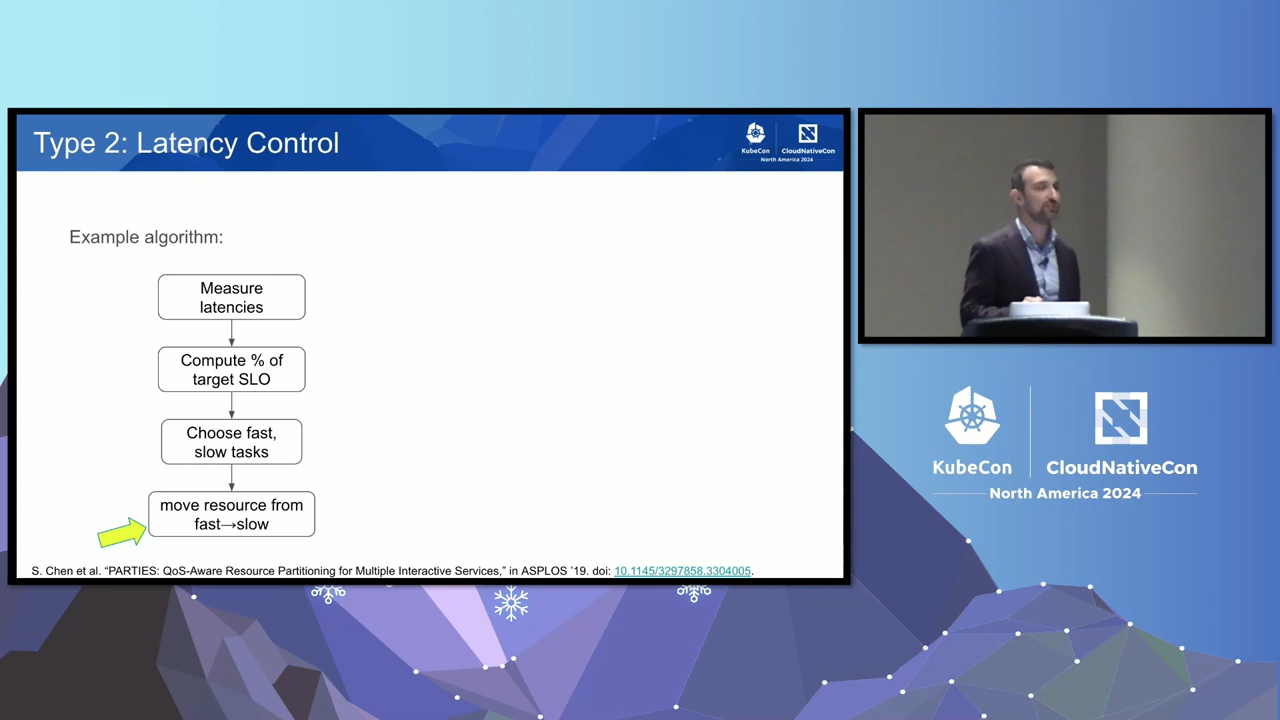 Type 2: Latency Control
KubeCon
CloudNativeCon
North America 2024
Example algorithm:
Measure
latencies
Compute % of
target SLO
Choose fast,
slow tasks
move resource from
fast→slow
S. Chen et al. “PARTIES: QoS-Aware Resource Partitioning for Multiple Interactive Services,” in ASPLOS ’19. doi: 10.1145/3297858.3304005.
KubeCon
CloudNativeCon
North America 2024